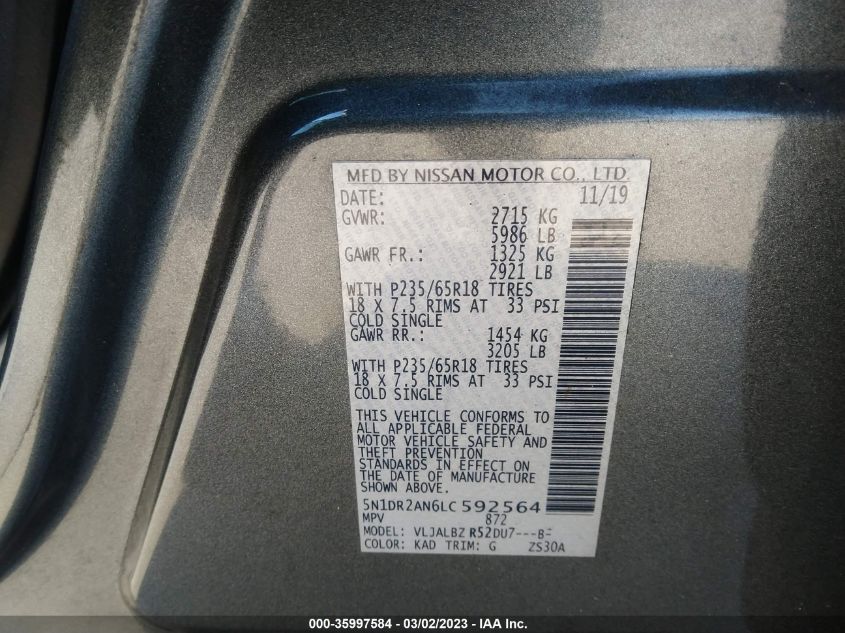 MFD BY NISSAN MOTOR CO., LTD.
DATE: 11/19
GVWR: 2715 KG
5986 LB
GAWR FR.: 1325 KG
2921 LB
WITH P235/65R18 TIRES
18 X 7.5 RIMS AT 33 PSI
COLD SINGLE
GAWR RR.: 1454 KG
3205 LB
WITH P235/65R18 TIRES
18 X 7.5 RIMS AT 33 PSI
COLD SINGLE
THIS VEHICLE CONFORMS TO
ALL APPLICABLE FEDERAL
MOTOR VEHICLE SAFETY AND
THEFT PREVENTION
STANDARDS IN EFFECT ON
THE DATE OF MANUFACTURE
SHOWN ABOVE.
5N1DR2AN6LC592564
MPV 872
MODEL: VLJALBZ R52DU7---B-
COLOR: KAD TRIM: G ZS30A
000-35997584 — 03/02/2023 - IAA Inc.